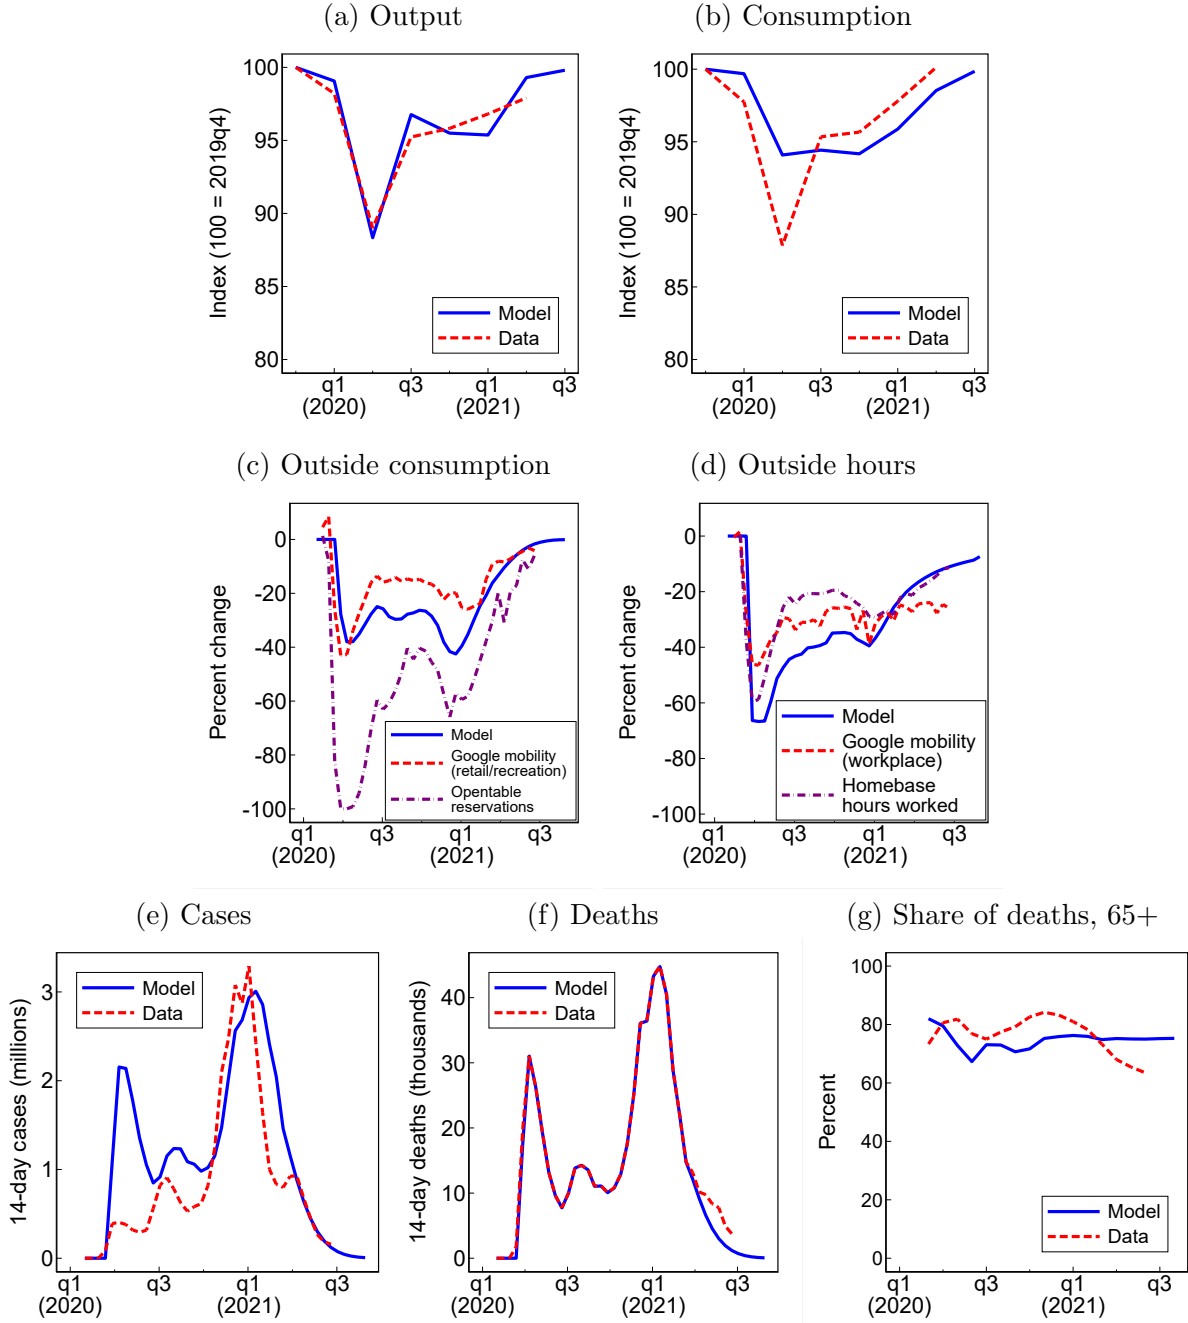 (a) Output
Index (100 = 2019q4)
100
95
90
85
80
Model
Data
q1
(2020)
q3
q1
(2021)
q3
(b) Consumption
Index (100 = 2019q4)
100
95
90
85
80
Model
Data
q1
(2020)
q3
q1
(2021)
q3
(c) Outside consumption
Percent change
0
-20
-40
-60
-80
-100
Model
Google mobility
(retail/recreation)
Opentable
reservations
q1
(2020)
q3
q1
(2021)
q3
(d) Outside hours
Percent change
0
-20
-40
-60
-80
-100
Model
Google mobility
(workplace)
Homebase
hours worked
q1
(2020)
q3
q1
(2021)
q3
(e) Cases
14-day cases (millions)
3
2
1
0
Model
Data
q1
(2020)
q3
q1
(2021)
q3
(f) Deaths
14-day deaths (thousands)
40
30
20
10
0
Model
Data
q1
(2020)
q3
q1
(2021)
q3
(g) Share of deaths, 65+
Percent
100
80
60
40
20
0
Model
Data
q1
(2020)
q3
q1
(2021)
q3